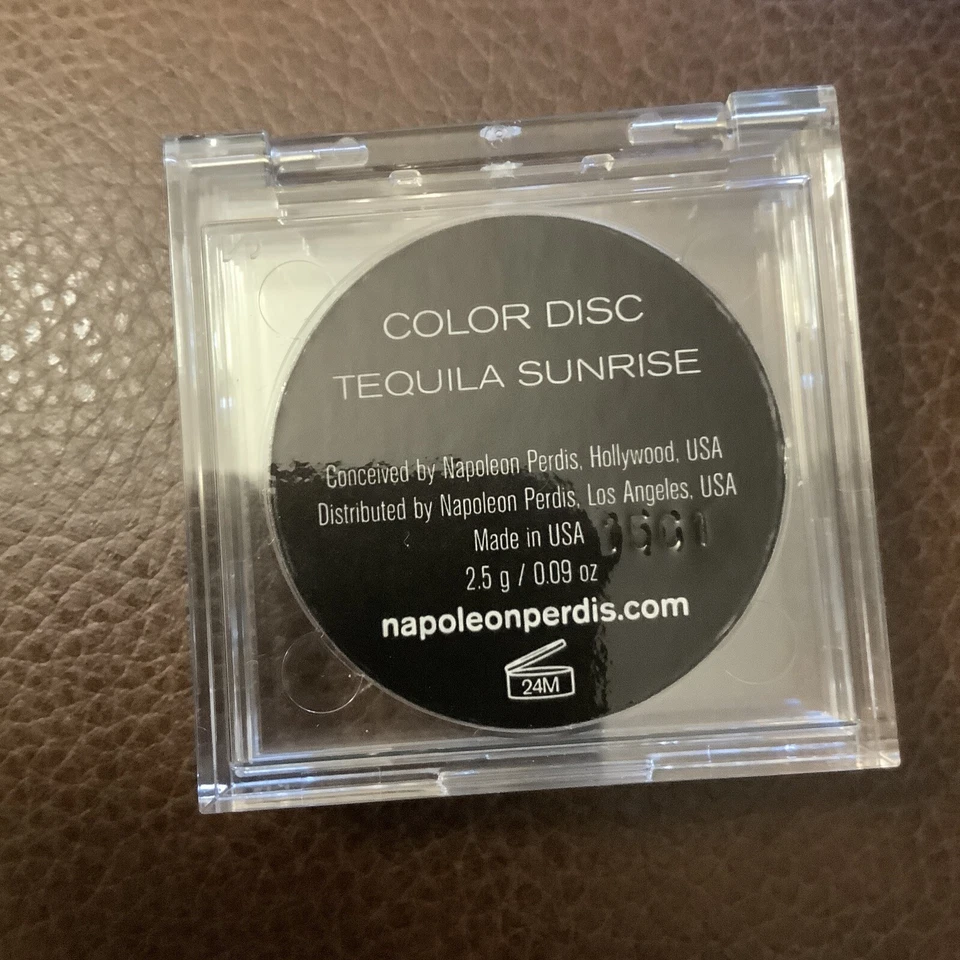 COLOR DISC
TEQUILA SUNRISE
Conceived by Napoleon Perdis, Hollywood, USA
Distributed by Napoleon Perdis, Los Angeles, USA
Made in USA
2.5 g / 0.09 oz
napoleonperdis.com
24M